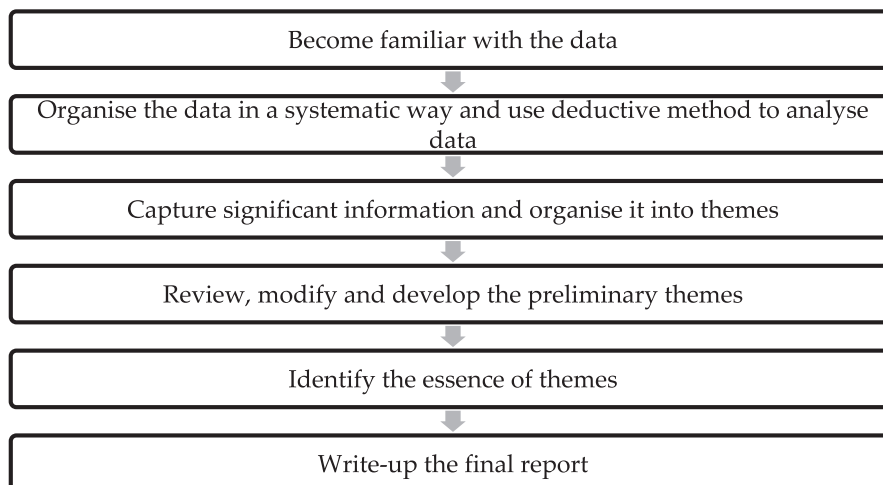 Become familiar with the data
Organise the data in a systematic way and use deductive method to analyse
data
Capture significant information and organise it into themes
Review, modify and develop the preliminary themes
Identify the essence of themes
Write-up the final report